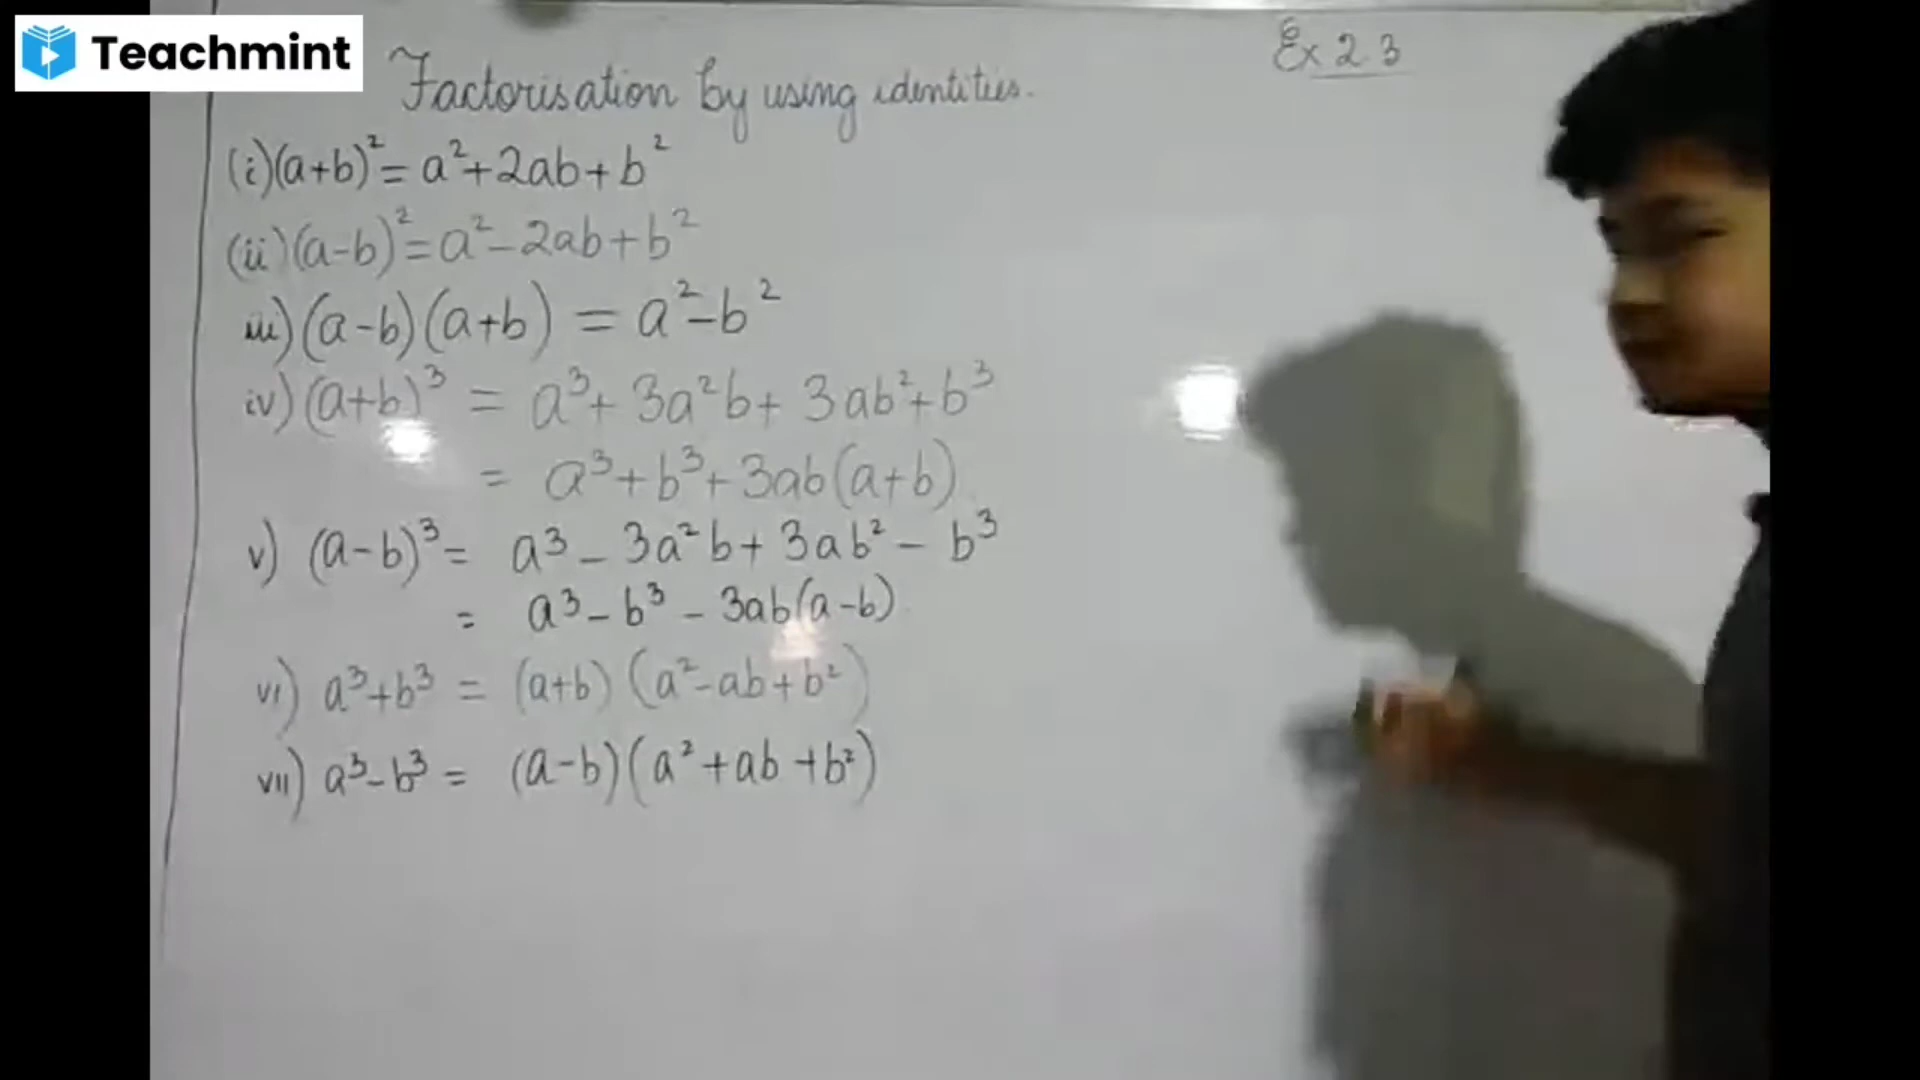 Teachmint
Ex 2.3
Factorisation by using identities.
(i) (a+b)² = a²+2ab+b²
(ii) (a-b)² = a²-2ab+b²
iii) (a-b)(a+b) = a²-b²
iv) (a+b)³ = a³+3a²b+3ab²+b³
= a³+b³+3ab(a+b)
v) (a-b)³ = a³-3a²b+3ab²-b³
= a³-b³-3ab(a-b)
vi) a³+b³ = (a+b)(a²-ab+b²)
vii) a³-b³ = (a-b)(a²+ab+b²)